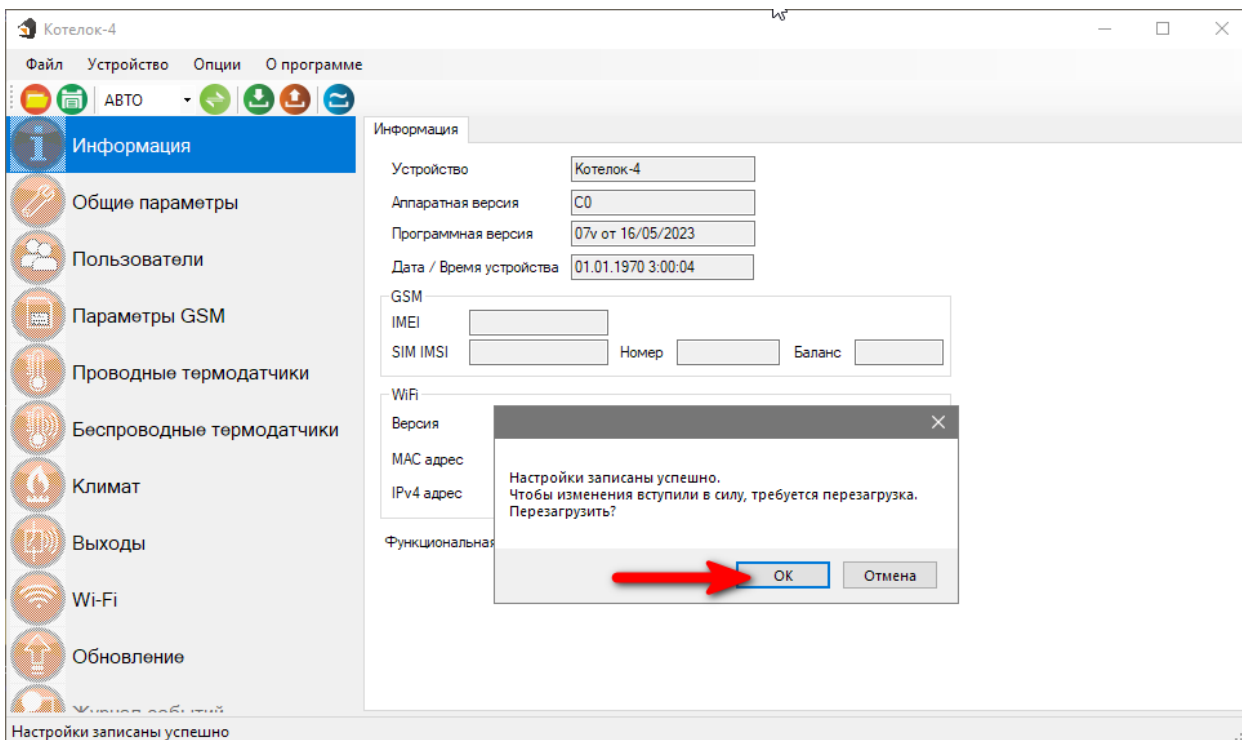 Котелок-4
Файл Устройство Опции О программе
АВТО
Информация
Общие параметры
Пользователи
Параметры GSM
Проводные термодатчики
Беспроводные термодатчики
Климат
Выходы
Wi-Fi
Обновление
Журнал событий
Информация
Устройство Котелок-4
Аппаратная версия C0
Программная версия 07v от 16/05/2023
Дата / Время устройства 01.01.1970 3:00:04
GSM
IMEI
SIM IMSI Номер Баланс
WiFi
Версия
MAC адрес
IPv4 адрес
Функциональная
Настройки записаны успешно.
Чтобы изменения вступили в силу, требуется перезагрузка.
Перезагрузить?
ОК Отмена
Настройки записаны успешно